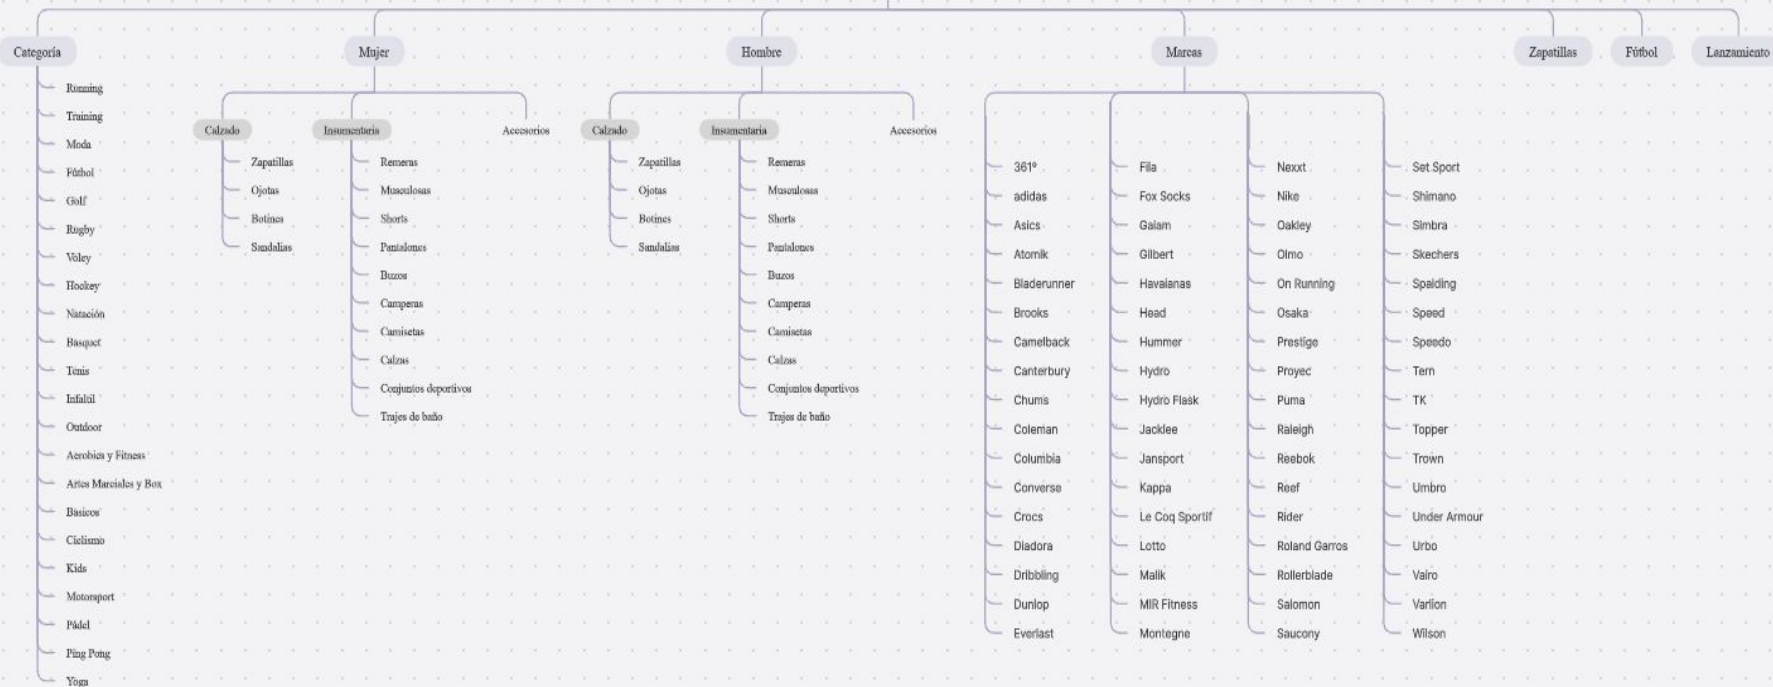 Categoría
Running
Training
Moda
Fútbol
Golf
Rugby
Voley
Hockey
Natación
Basquet
Tenis
Infaltil
Outdoor
Aerobics y Fitness
Artes Marciales y Box
Basicos
Ciclismo
Kids
Motorsport
Pádel
Ping Pong
Yoga
Mujer
Calzado
Zapatillas
Ojotas
Botines
Sandalias
Insumentaria
Remeras
Musculosas
Shorts
Pantalones
Buzos
Camperas
Camisetas
Calzas
Conjuntos deportivos
Trajes de baño
Accesorios
Hombre
Calzado
Zapatillas
Ojotas
Botines
Sandalias
Insumentaria
Remeras
Musculosas
Shorts
Pantalones
Buzos
Camperas
Camisetas
Calzas
Conjuntos deportivos
Trajes de baño
Accesorios
Marcas
361º
adidas
Asics
Atomik
Bladerunner
Brooks
Camelback
Canterbury
Chums
Coleman
Columbia
Converse
Crocs
Diadora
Dribbling
Dunlop
Everlast
Fila
Fox Socks
Gaiam
Gilbert
Havaianas
Head
Hummer
Hydro
Hydro Flask
Jacklee
Jansport
Kappa
Le Coq Sportif
Lotto
Malik
MIR Fitness
Montegne
Nexxt
Nike
Oakley
Olmo
On Running
Osaka
Prestige
Proyec
Puma
Raleigh
Reebok
Reef
Rider
Roland Garros
Rollerblade
Salomon
Saucony
Set Sport
Shimano
Simbra
Skechers
Spalding
Speed
Speedo
Tern
TK
Topper
Trown
Umbro
Under Armour
Urbo
Vairo
Varlion
Wilson
Zapatillas
Fútbol
Lanzamiento